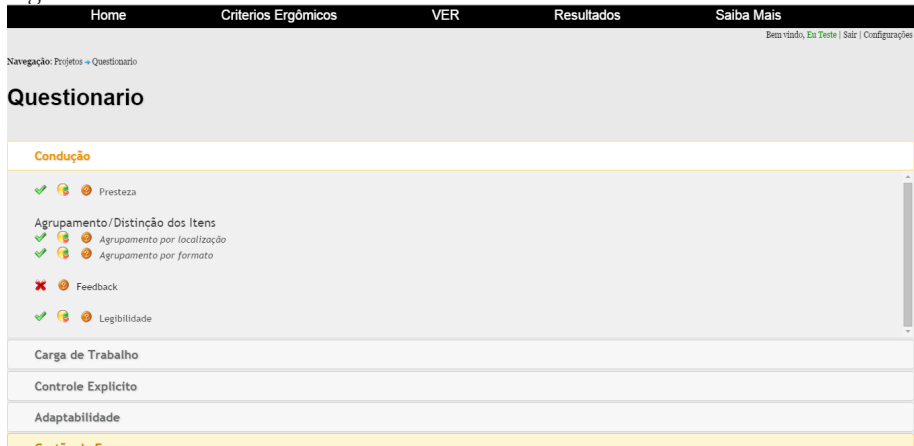 Home Criterios Ergômicos VER Resultados Saiba Mais
Bem vindo, Eu Teste | Sair | Configurações
Navegação: Projetos → Questionario
Questionario
Condução
Presteza
Agrupamento/Distinção dos Itens
Agrupamento por localização
Agrupamento por formato
Feedback
Legibilidade
Carga de Trabalho
Controle Explícito
Adaptabilidade